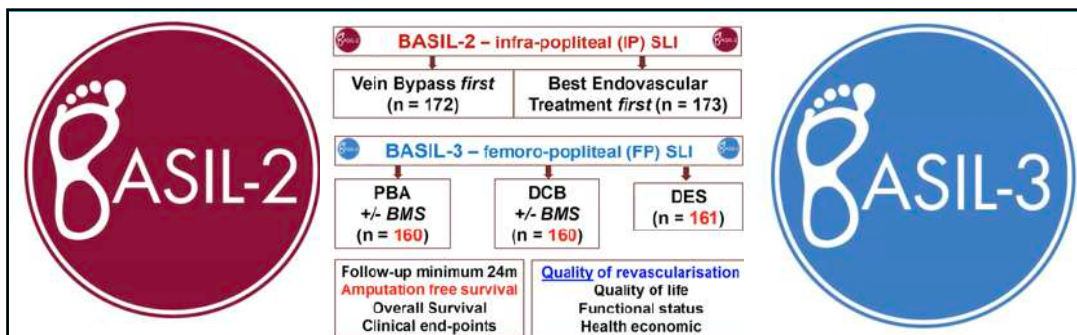 BASIL-2
BASIL-2 – infra-popliteal (IP) SLI
Vein Bypass first
(n = 172)
Best Endovascular
Treatment first (n = 173)
BASIL-3 – femoro-popliteal (FP) SLI
PBA
+/- BMS
(n = 160)
DCB
+/- BMS
(n = 160)
DES
(n = 161)
Follow-up minimum 24m
Amputation free survival
Overall Survival
Clinical end-points
Quality of revascularisation
Quality of life
Functional status
Health economic
BASIL-3